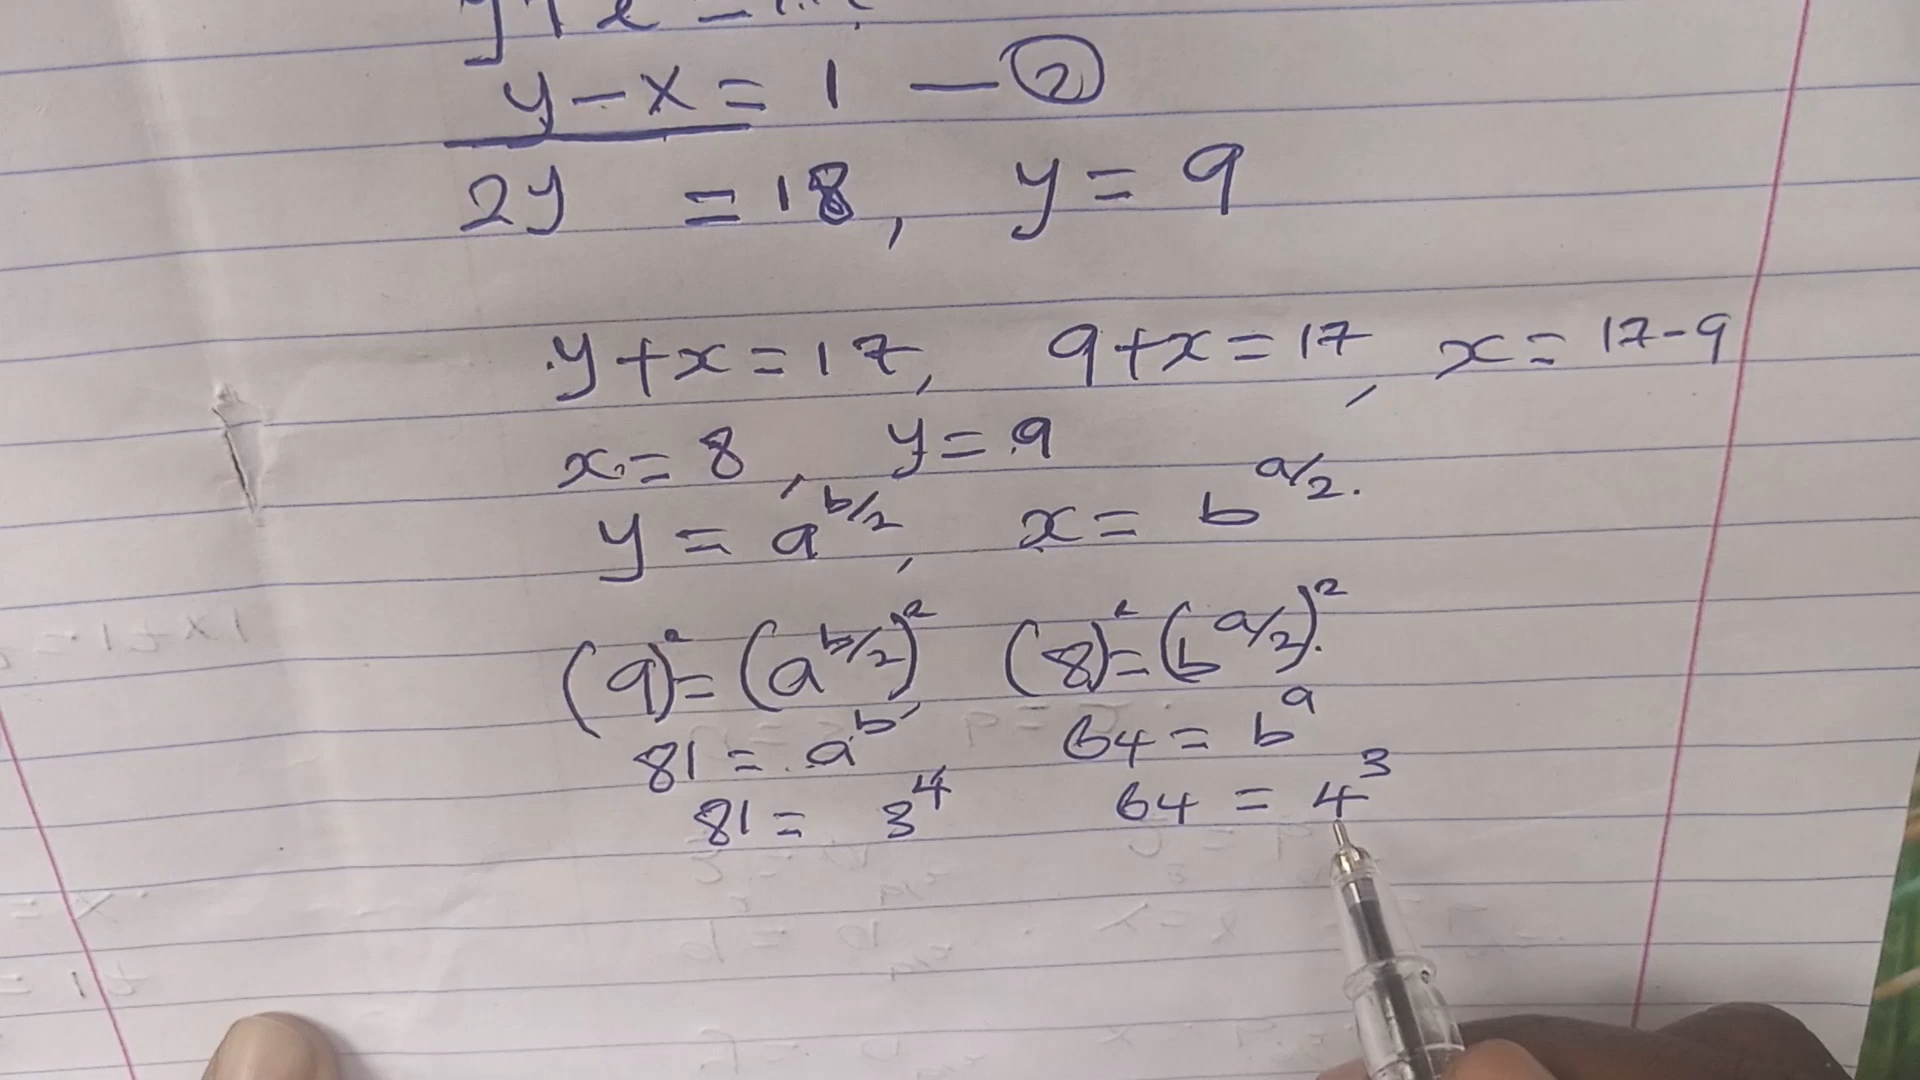 y - x = 1 — ②
2y = 18, y = 9
y + x = 17, 9 + x = 17, x = 17 - 9
x = 8, y = 9
y = a^b/2, x = b^a/2.
(9)² = (a^b/2)² (8)² = (b^a/2)².
81 = a^b 64 = b^a
81 = 3^4 64 = 4^3